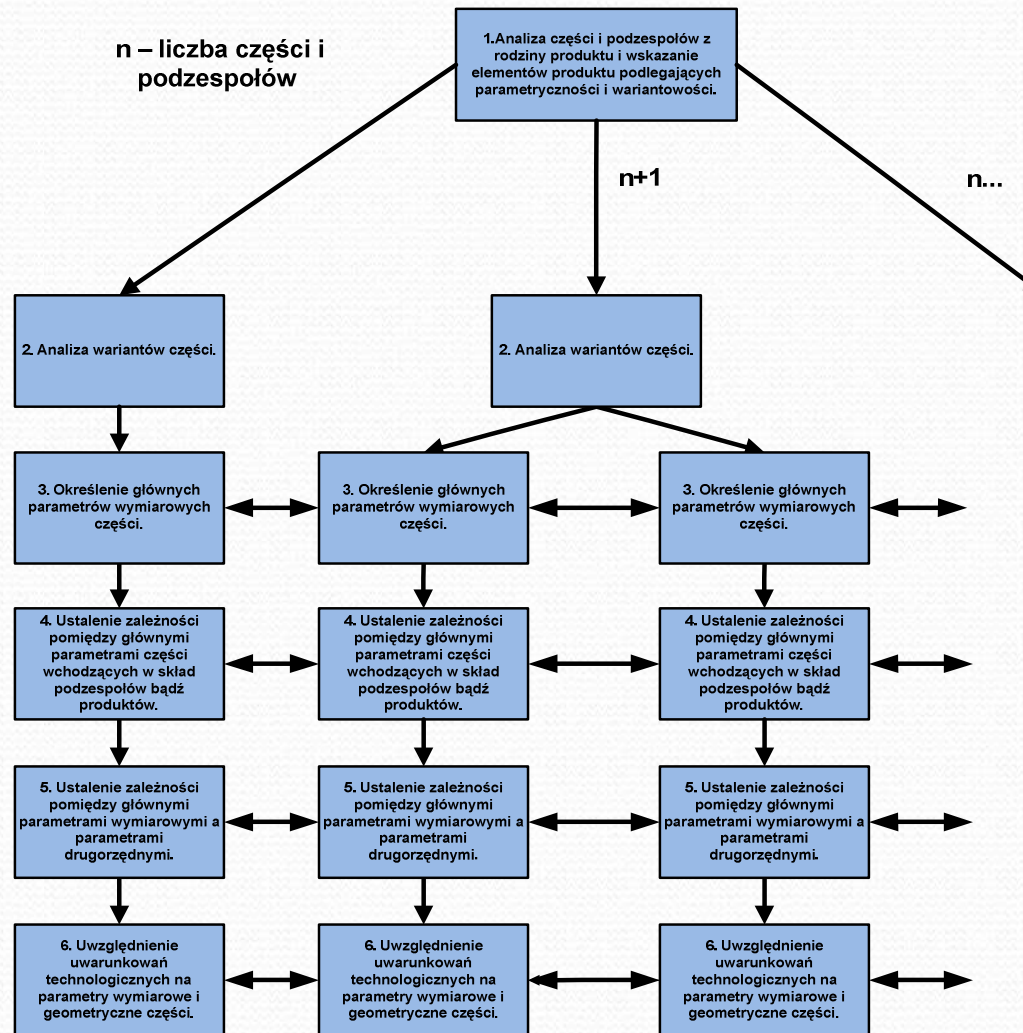 n – liczba części i
podzespołów
1.Analiza części i podzespołów z
rodziny produktu i wskazanie
elementów produktu podlegających
parametryczności i wariantowości.
n+1
n...
2. Analiza wariantów części.
2. Analiza wariantów części.
3. Określenie głównych
parametrów wymiarowych
części.
3. Określenie głównych
parametrów wymiarowych
części.
3. Określenie głównych
parametrów wymiarowych
części.
4. Ustalenie zależności
pomiędzy głównymi
parametrami części
wchodzących w skład
podzespołów bądź
produktów.
4. Ustalenie zależności
pomiędzy głównymi
parametrami części
wchodzących w skład
podzespołów bądź
produktów.
4. Ustalenie zależności
pomiędzy głównymi
parametrami części
wchodzących w skład
podzespołów bądź
produktów.
5. Ustalenie zależności
pomiędzy głównymi
parametrami wymiarowymi a
parametrami
drugorzędnymi.
5. Ustalenie zależności
pomiędzy głównymi
parametrami wymiarowymi a
parametrami
drugorzędnymi.
5. Ustalenie zależności
pomiędzy głównymi
parametrami wymiarowymi a
parametrami
drugorzędnymi.
6. Uwzględnienie
uwarunkowań
technologicznych na
parametry wymiarowe i
geometryczne części.
6. Uwzględnienie
uwarunkowań
technologicznych na
parametry wymiarowe i
geometryczne części.
6. Uwzględnienie
uwarunkowań
technologicznych na
parametry wymiarowe i
geometryczne części.